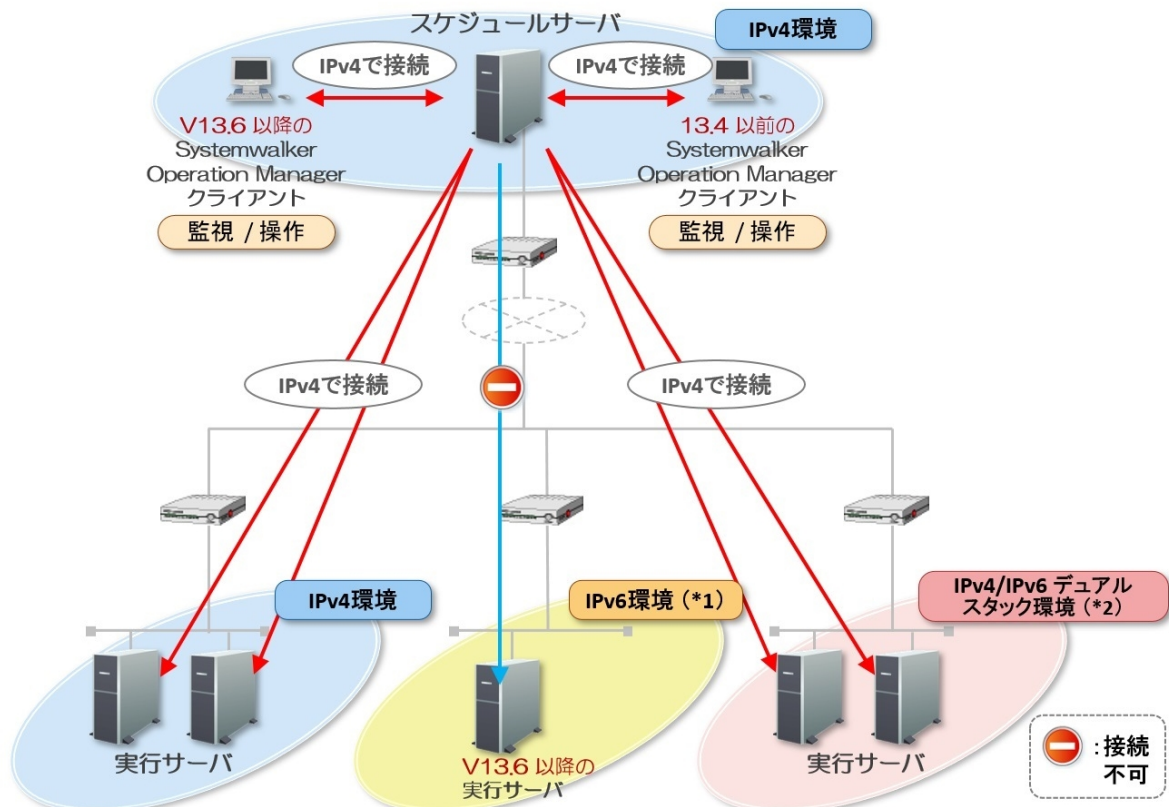 スケジュールサーバ
IPv4環境
IPv4で接続
IPv4で接続
V13.6 以降の
Systemwalker
Operation Manager
クライアント
監視 / 操作
13.4 以前の
Systemwalker
Operation Manager
クライアント
監視 / 操作
IPv4で接続
IPv4で接続
IPv4環境
IPv6環境（*1）
IPv4/IPv6 デュアル
スタック環境（*2）
実行サーバ
V13.6 以降の
実行サーバ
実行サーバ
：接続
不可